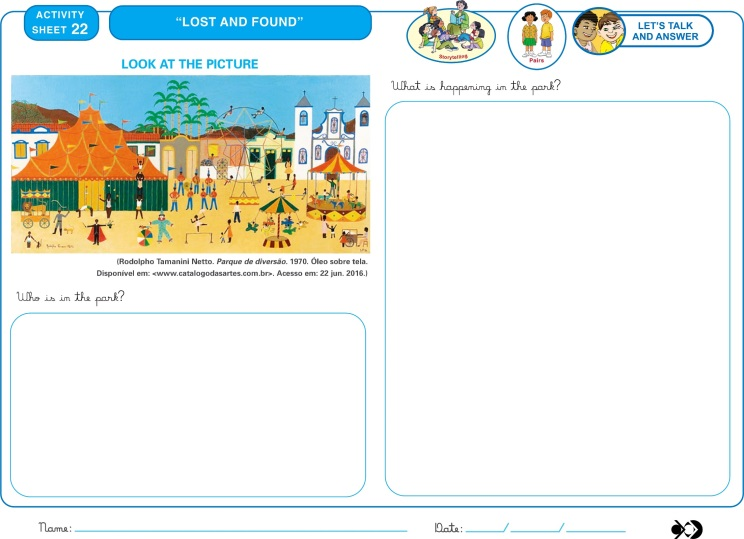 ACTIVITY
SHEET 22
"LOST AND FOUND"
Storytelling
Pairs
LET'S TALK
AND ANSWER
LOOK AT THE PICTURE
(Rodolpho Tamanini Netto. Parque de diversão. 1970. Óleo sobre tela.
Disponível em: <www.catalogodasartes.com.br>. Acesso em: 22 jun. 2016.)
Who is in the park?
What is happening in the park?
Name:
Date: / /